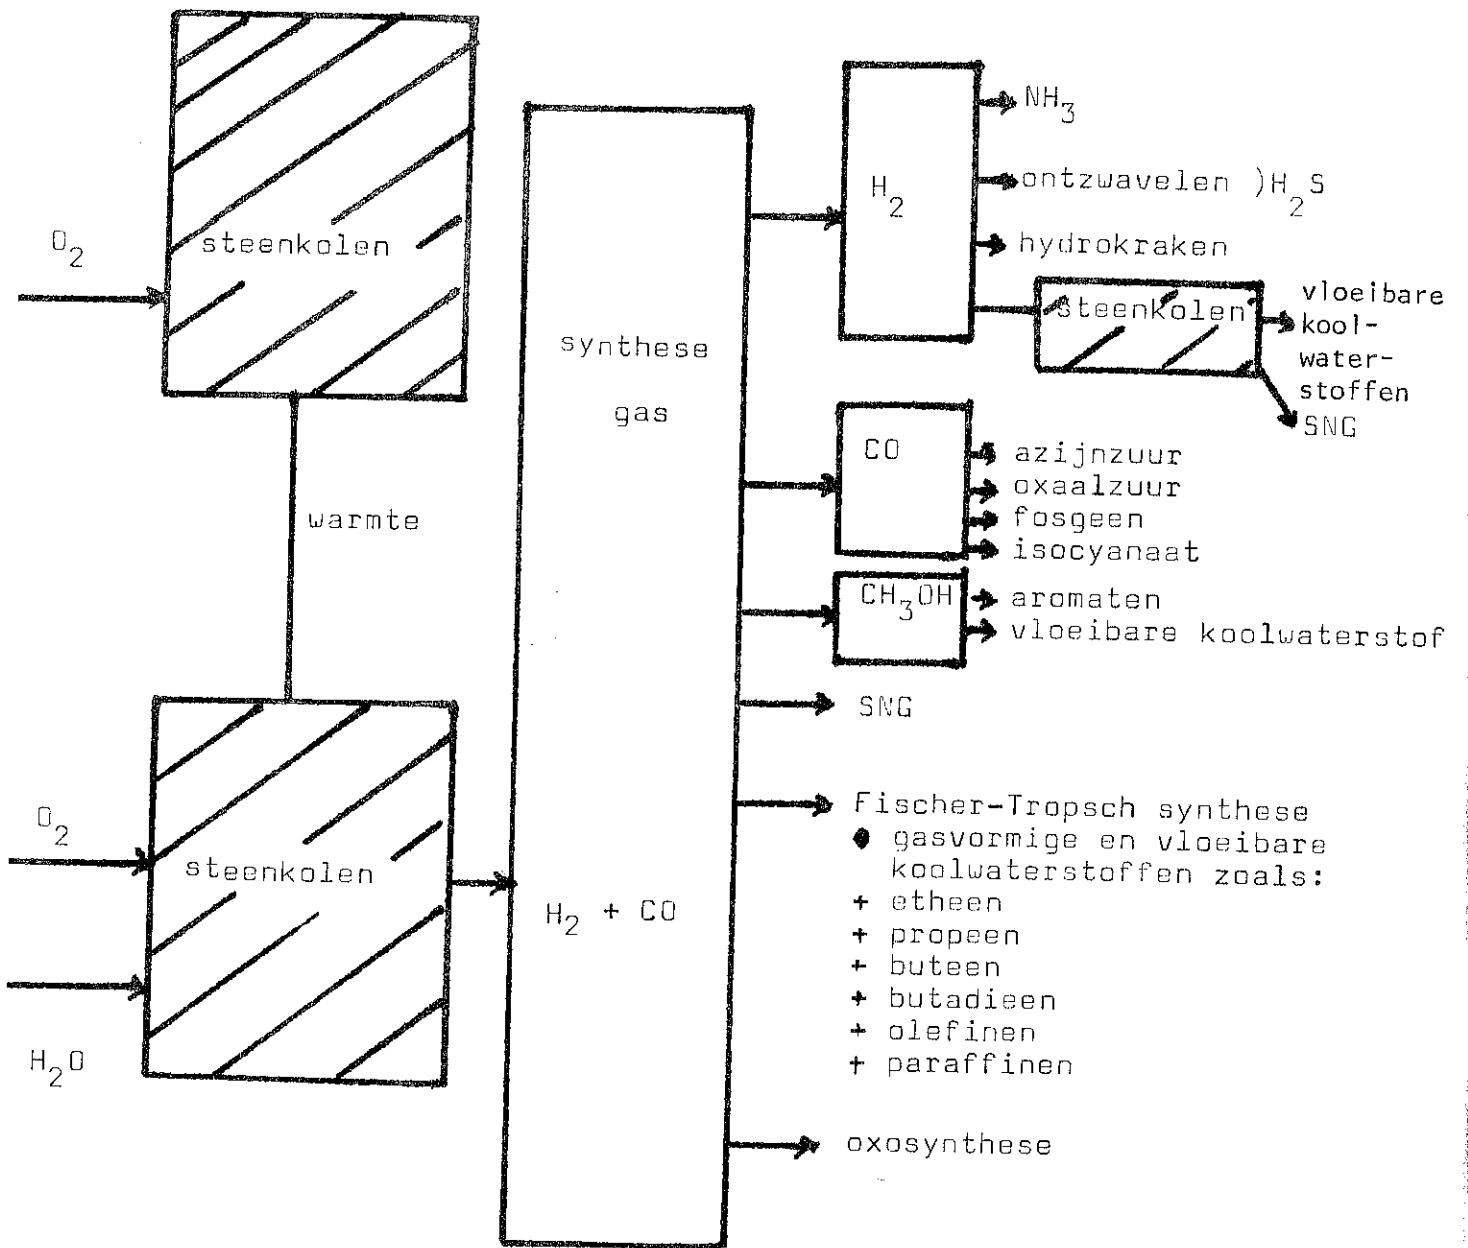 O2
steenkolen
warmte
O2
steenkolen
H2O
synthese
gas
H2 + CO
H2
NH3
ontzwavelen )H2S
hydrokraken
steenkolen
vloeibare
kool-
water-
stoffen
SNG
CO
azijnzuur
oxaalzuur
fosgeen
isocyanaat
CH3OH
aromaten
vloeibare koolwaterstof
SNG
Fischer-Tropsch synthese
● gasvormige en vloeibare
koolwaterstoffen zoals:
+ etheen
+ propeen
+ buteen
+ butadieen
+ olefinen
+ paraffinen
oxosynthese